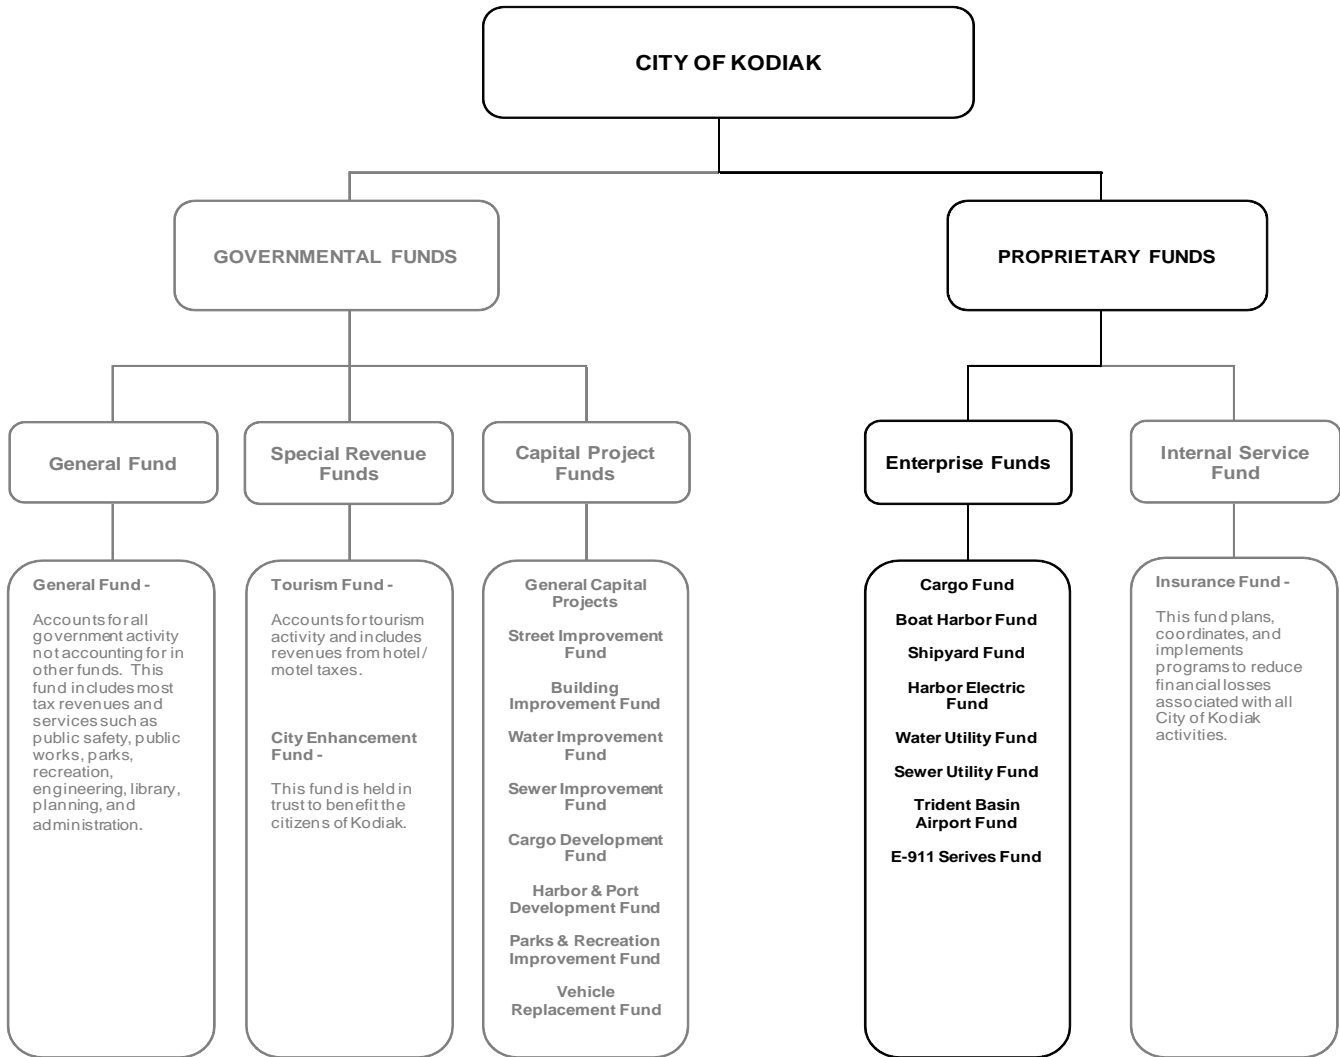 CITY OF KODIAK
GOVERNMENTAL FUNDS
PROPRIETARY FUNDS
General Fund
Special Revenue
Funds
Capital Project
Funds
Enterprise Funds
Internal Service
Fund
General Fund -
Accounts for all
government activity
not accounting for in
other funds. This
fund includes most
tax revenues and
services such as
public safety, public
works, parks,
recreation,
engineering, library,
planning, and
administration.
Tourism Fund -
Accounts for tourism
activity and includes
revenues from hotel/
motel taxes.
City Enhancement
Fund -
This fund is held in
trust to benefit the
citizens of Kodiak.
General Capital
Projects
Street Improvement
Fund
Building
Improvement Fund
Water Improvement
Fund
Sewer Improvement
Fund
Cargo Development
Fund
Harbor & Port
Development Fund
Parks & Recreation
Improvement Fund
Vehicle
Replacement Fund
Cargo Fund
Boat Harbor Fund
Shipyard Fund
Harbor Electric
Fund
Water Utility Fund
Sewer Utility Fund
Trident Basin
Airport Fund
E-911 Serives Fund
Insurance Fund -
This fund plans,
coordinates, and
implements
programs to reduce
financial losses
associated with all
City of Kodiak
activities.